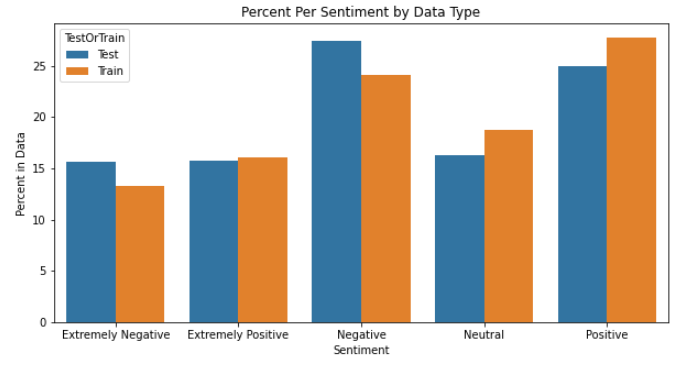 Percent Per Sentiment by Data Type
TestOrTrain
Test
Train
Percent in Data
25
20
15
10
5
0
Extremely Negative Extremely Positive Negative Neutral Positive
Sentiment